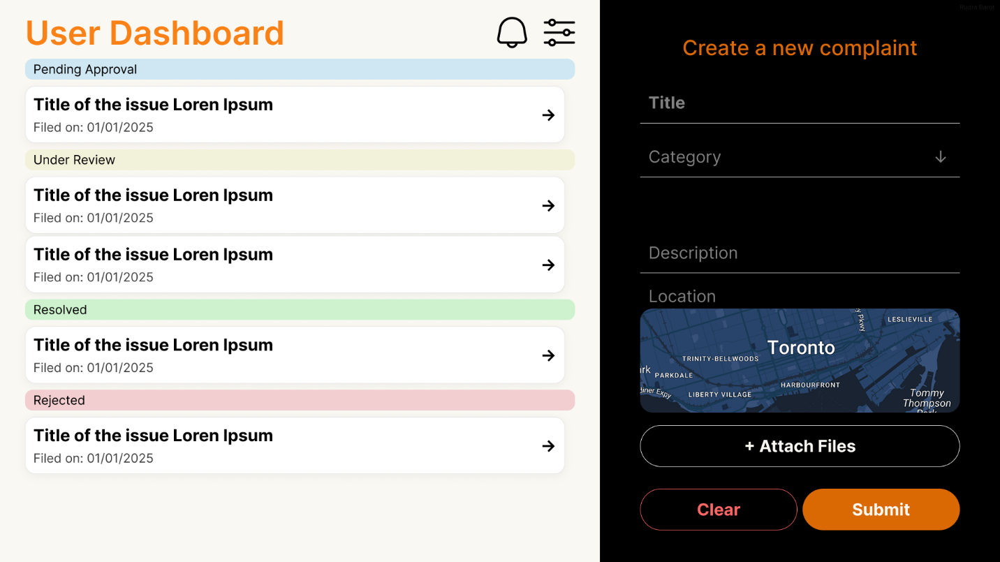 User Dashboard
Pending Approval
Title of the issue Loren Ipsum
Filed on: 01/01/2025
Under Review
Title of the issue Loren Ipsum
Filed on: 01/01/2025
Title of the issue Loren Ipsum
Filed on: 01/01/2025
Resolved
Title of the issue Loren Ipsum
Filed on: 01/01/2025
Rejected
Title of the issue Loren Ipsum
Filed on: 01/01/2025
Rudra Barot
Create a new complaint
Title
Category
Description
Location
y Pkwy
LESLIEVILLE
Toronto
TRINITY-BELLWOODS
rk
PARKDALE
HARBOURFRONT
diner Expy
LIBERTY VILLAGE
Tommy
Thompson
Park
+ Attach Files
Clear
Submit